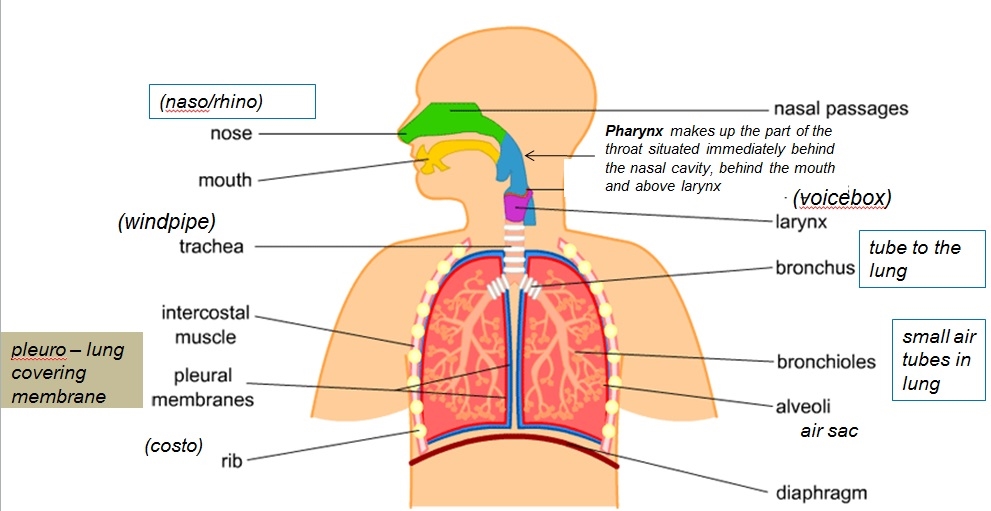 (naso/rhino)
nose
mouth
(windpipe)
trachea
intercostal
muscle
pleuro – lung
covering
membrane
pleural
membranes
(costo)
rib
nasal passages
Pharynx makes up the part of the
throat situated immediately behind
the nasal cavity, behind the mouth
and above larynx
(voicebox)
larynx
bronchus
tube to the
lung
bronchioles
small air
tubes in
lung
alveoli
air sac
diaphragm